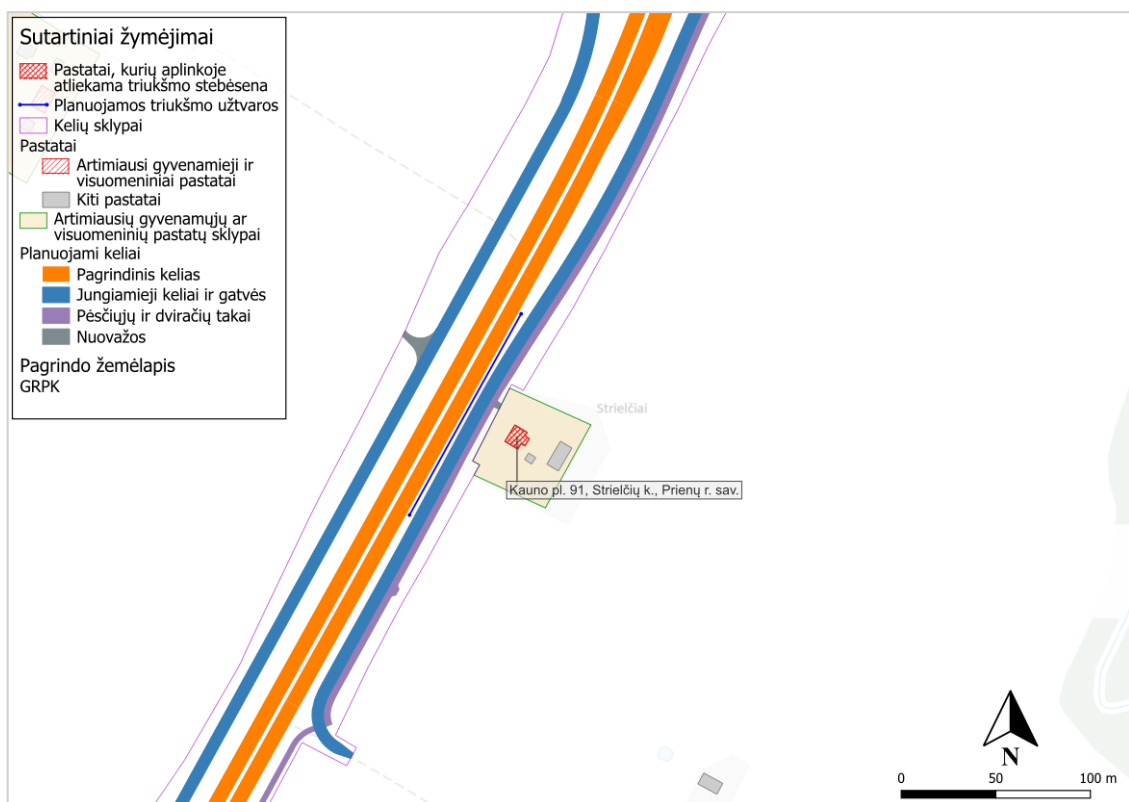 Sutartiniai žymėjimai
Pastatai, kurių aplinkoje
atliekama triukšmo stebėsena
Planuojamos triukšmo užtvaros
Kelių sklypai
Pastatai
Artimiausi gyvenamieji ir
visuomeniniai pastatai
Kiti pastatai
Artimiausių gyvenamųjų ar
visuomeninių pastatų sklypai
Planuojami keliai
Pagrindinis kelias
Jungiamieji keliai ir gatvės
Pėsčiųjų ir dviračių takai
Nuovažos
Pagrindo žemėlapis
GRPK
Strielčiai
Kauno pl. 91, Strielčių k., Prienų r. sav.
N
0 50 100 m